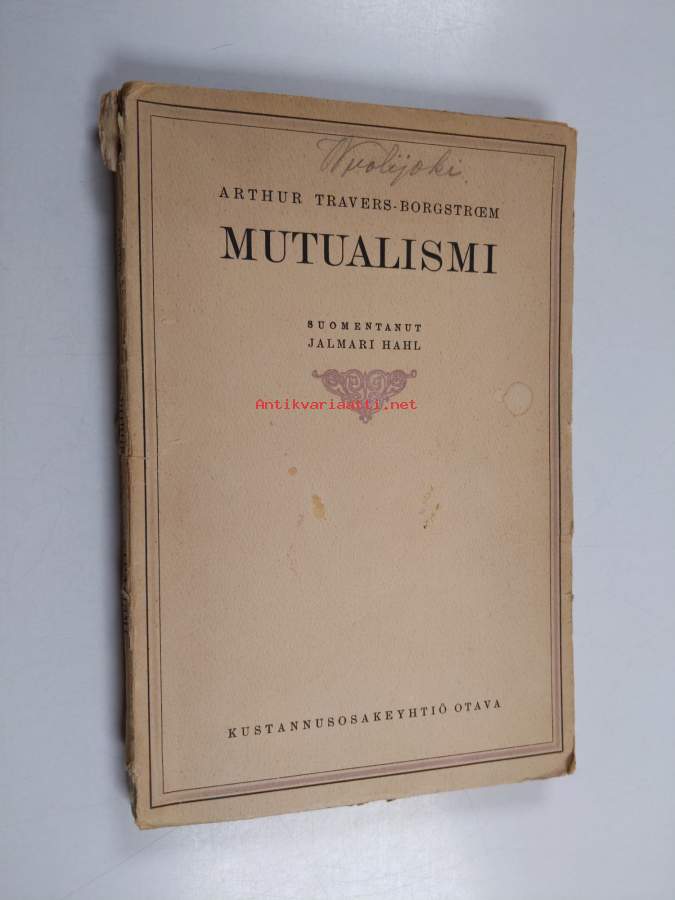 Wuolijoki.
ARTHUR TRAVERS-BORGSTRŒM
MUTUALISMI
SUOMENTANUT
JALMARI HAHL
Antikvariaatti.net
KUSTANNUSOSAKEYHTIÖ OTAVA